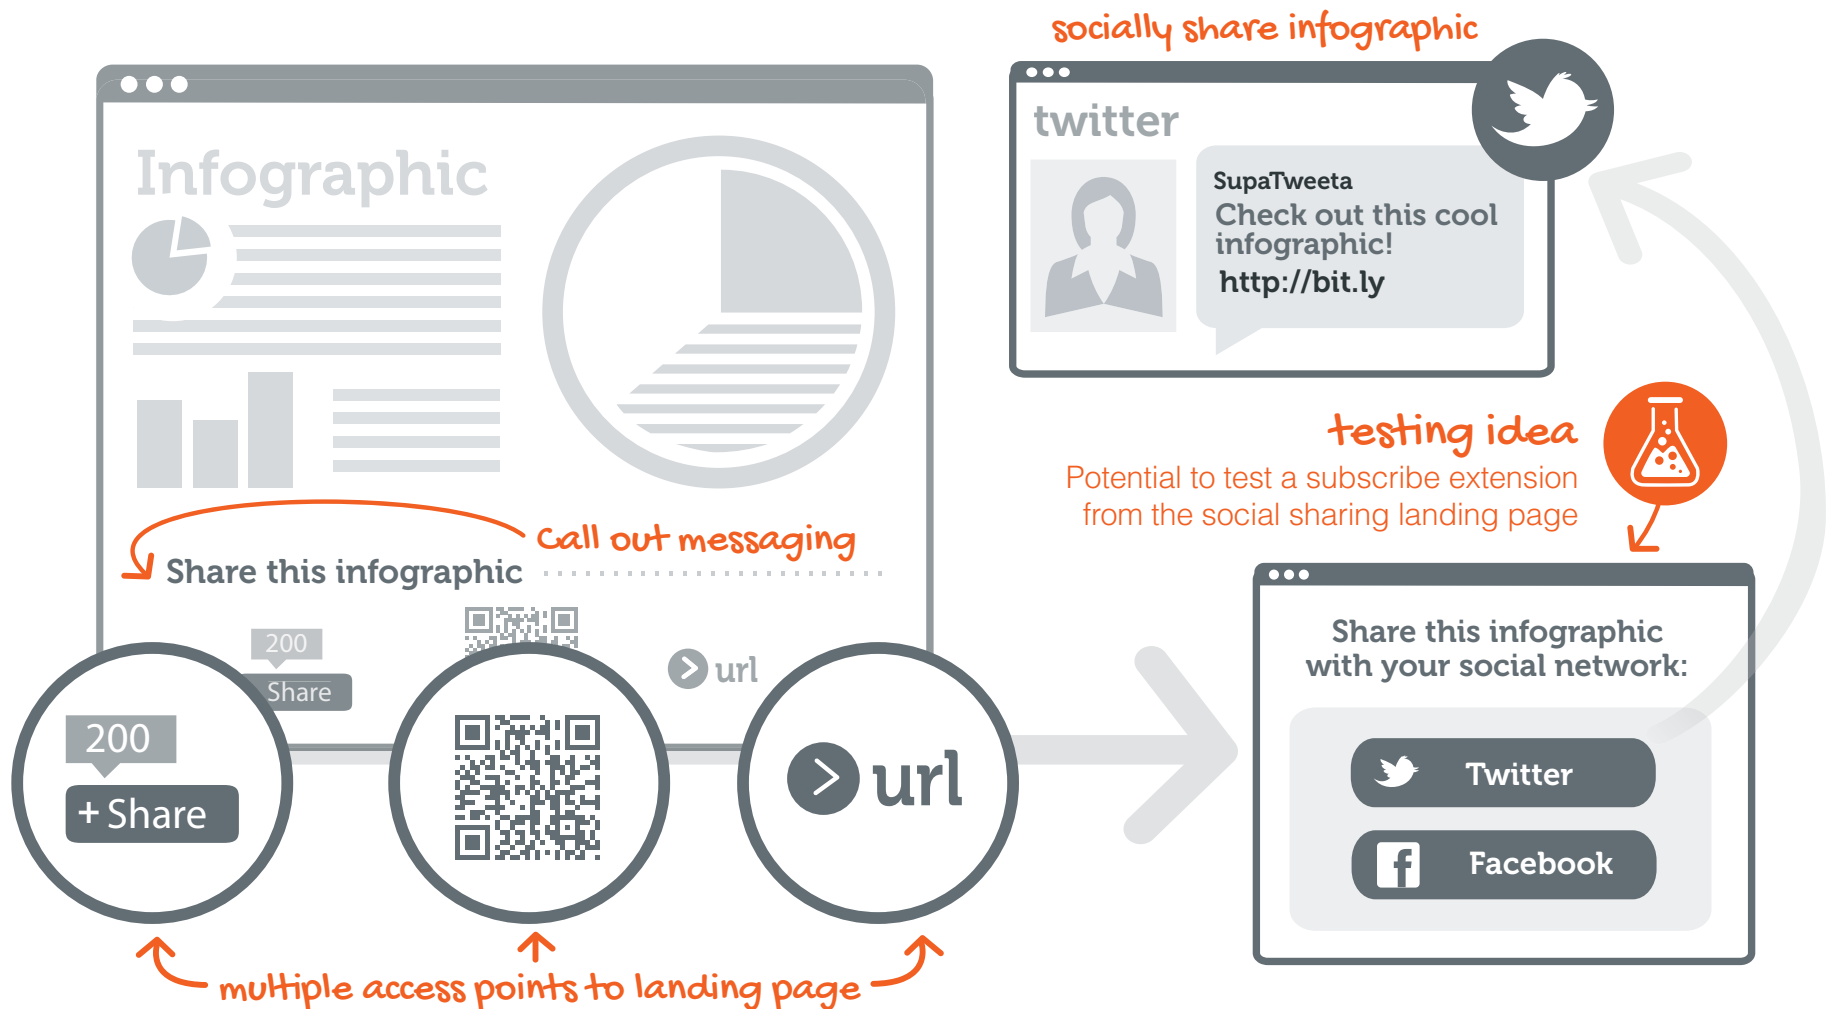 socially share infographic
twitter
SupaTweeta
Check out this cool
infographic!
http://bit.ly
Infographic
testing idea
Potential to test a subscribe extension
from the social sharing landing page
Call out messaging
Share this infographic
200
Share
url
200
+ Share
url
Share this infographic
with your social network:
Twitter
Facebook
multiple access points to landing page